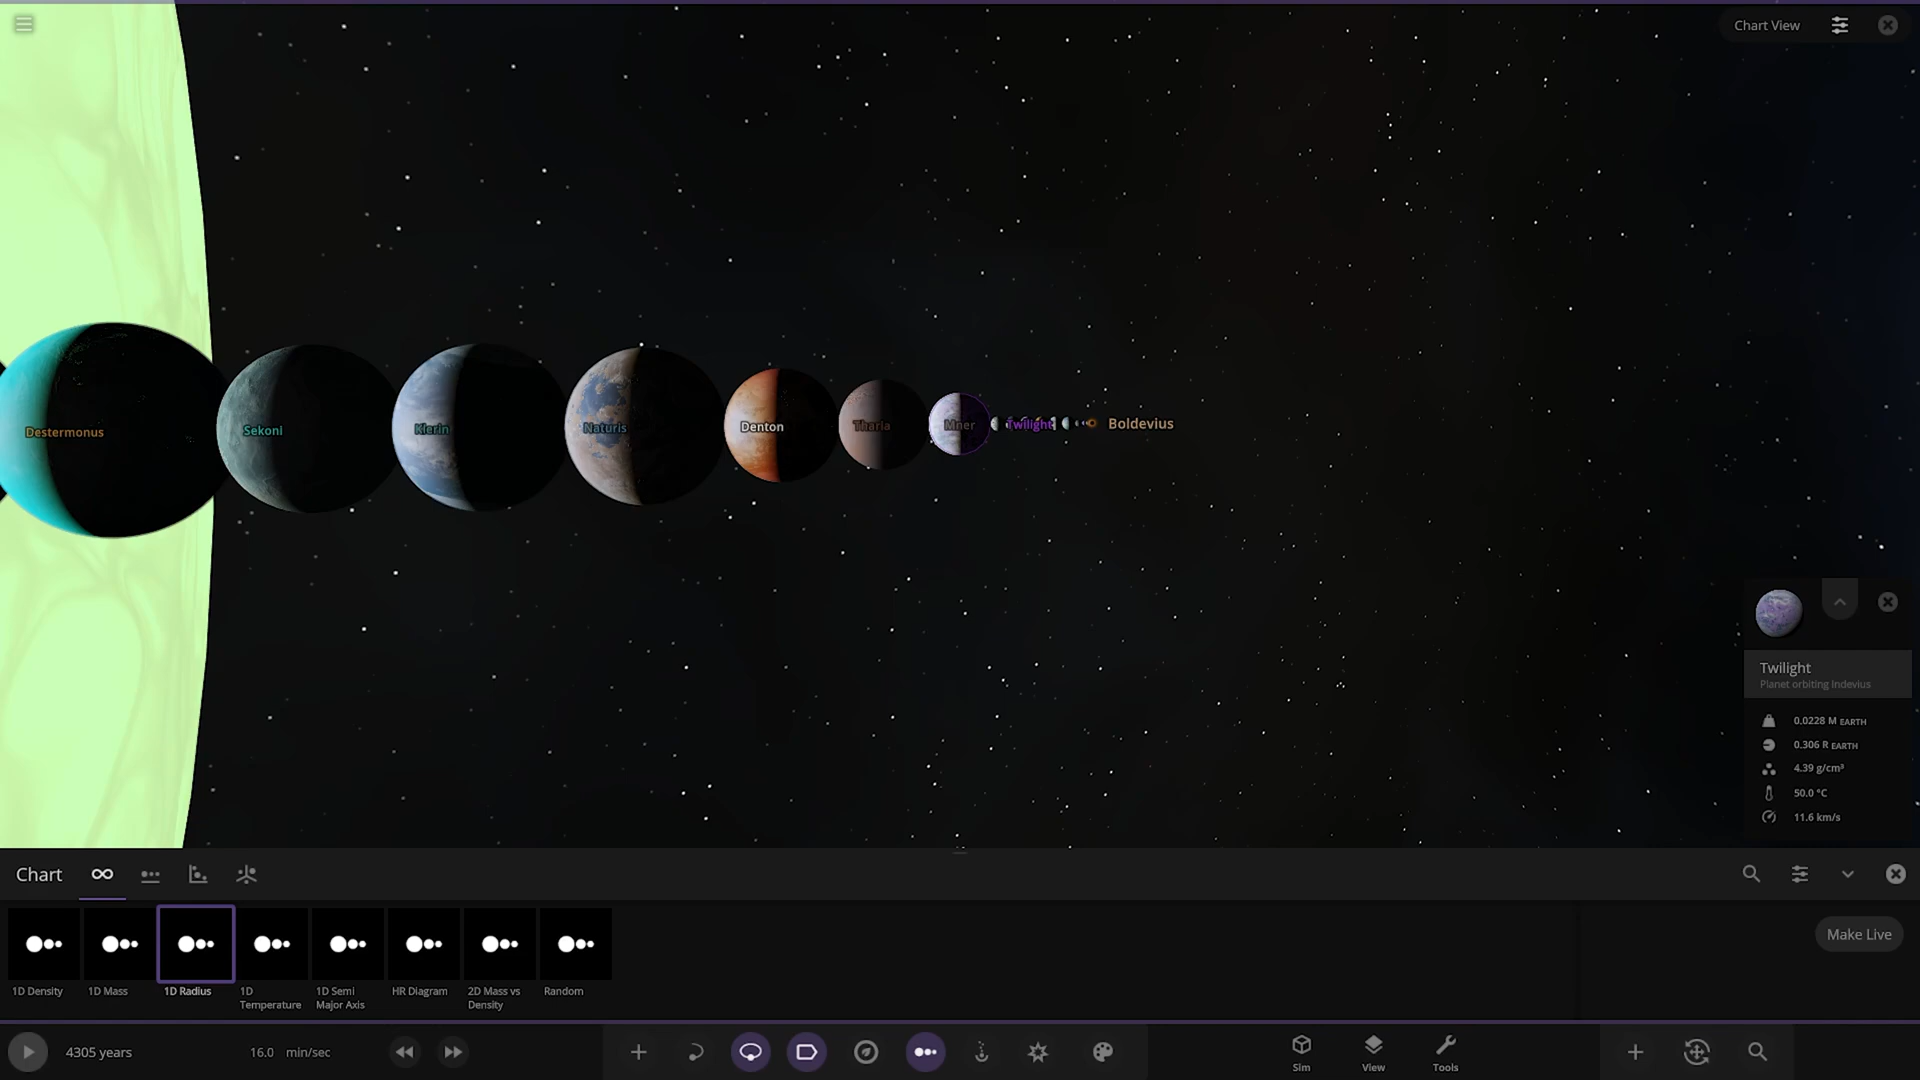 Chart View
Destermonus
Sekoni
Klerin
Naturis
Denton
Tharia
Mner
Twilight
Boldevius
Twilight
Planet orbiting Indevius
0.0228 M EARTH
0.306 R EARTH
4.39 g/cm³
50.0 °C
11.6 km/s
Chart
Make Live
1D Density
1D Mass
1D Radius
1D
Temperature
1D Semi
Major Axis
HR Diagram
2D Mass vs
Density
Random
4305 years
16.0 min/sec
Sim
View
Tools